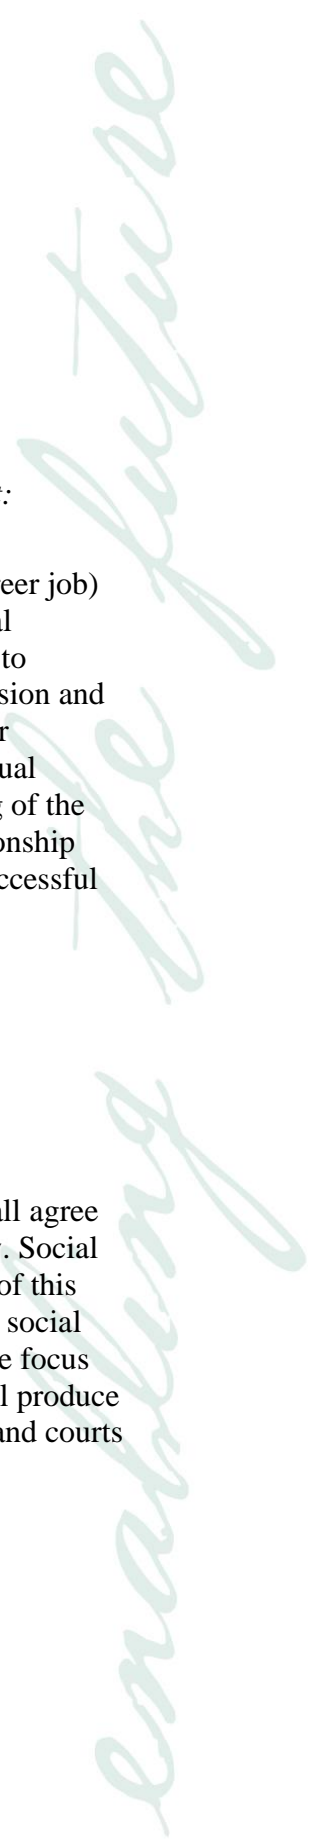 :
reer job)
al
to
sion and
r
ual
g of the
onship
ccessful
all agree
. Social
of this
social
e focus
l produce
and courts
enabling the future